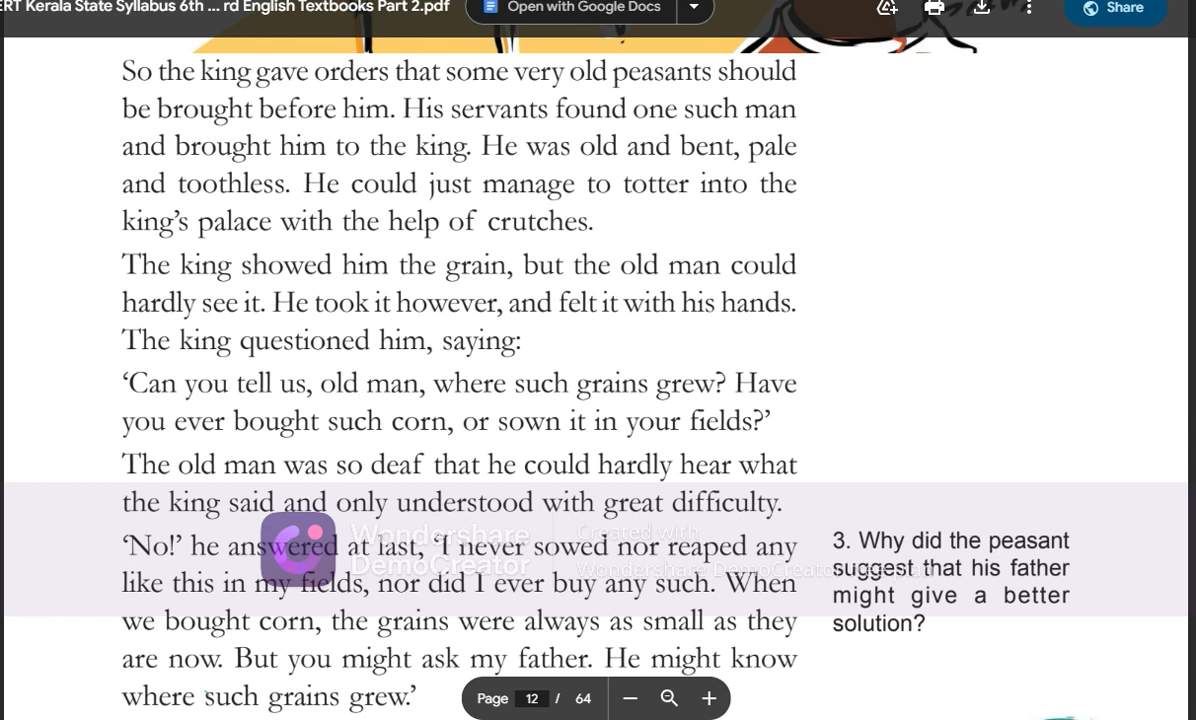 ERT Kerala State Syllabus 6th ... rd English Textbooks Part 2.pdf
Open with Google Docs
Share
So the king gave orders that some very old peasants should
be brought before him. His servants found one such man
and brought him to the king. He was old and bent, pale
and toothless. He could just manage to totter into the
king’s palace with the help of crutches.
The king showed him the grain, but the old man could
hardly see it. He took it however, and felt it with his hands.
The king questioned him, saying:
‘Can you tell us, old man, where such grains grew? Have
you ever bought such corn, or sown it in your fields?’
The old man was so deaf that he could hardly hear what
the king said and only understood with great difficulty.
‘No!’ he answered at last, ‘I never sowed nor reaped any
like this in my fields, nor did I ever buy any such. When
we bought corn, the grains were always as small as they
are now. But you might ask my father. He might know
where such grains grew.’
Wondershare
DemoCreator
Created with
Wondershare DemoCreator free plan
3. Why did the peasant
suggest that his father
might give a better
solution?
Page 12 / 64